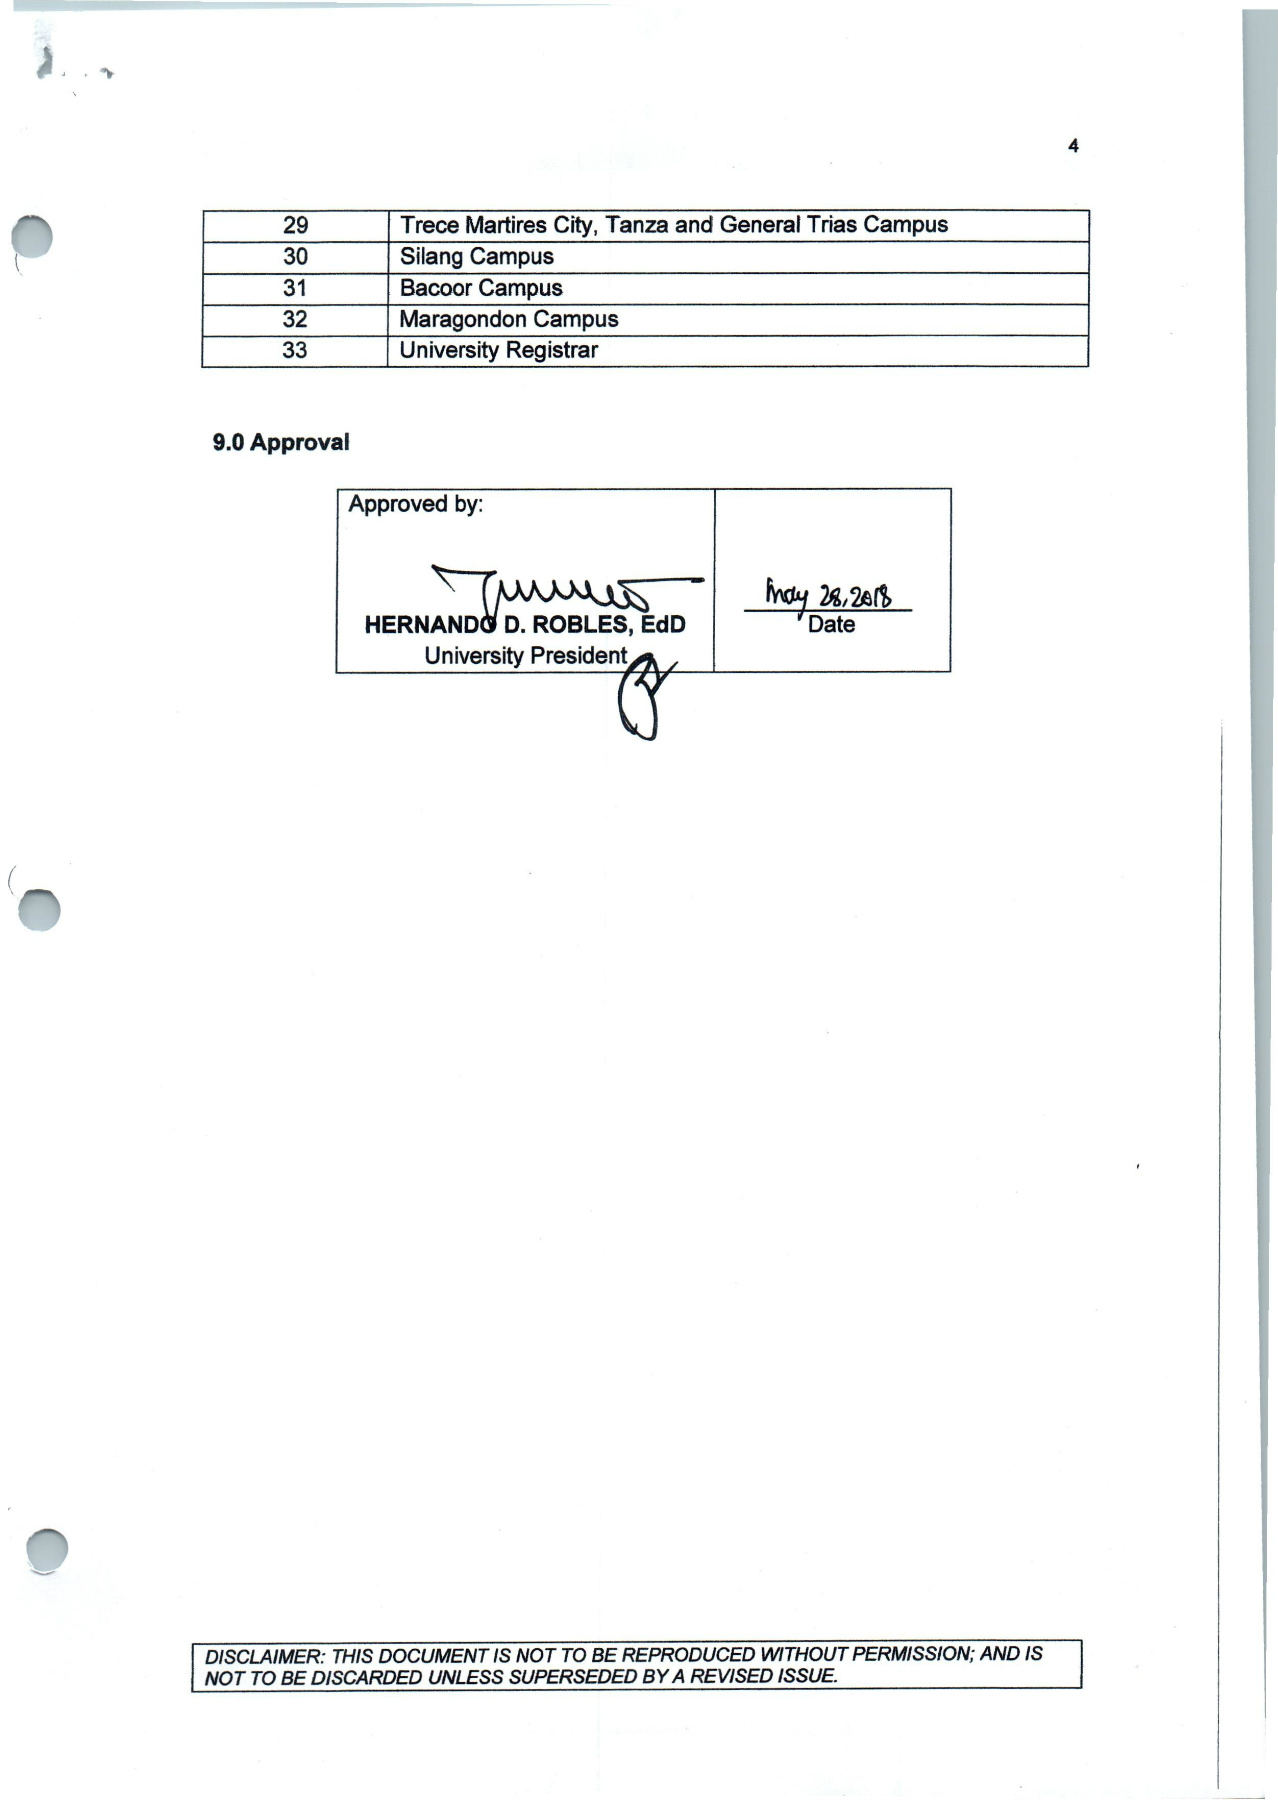 4
29 Trece Martires City, Tanza and General Trias Campus
30 Silang Campus
31 Bacoor Campus
32 Maragondon Campus
33 University Registrar
9.0 Approval
Approved by:
May 28, 2018
HERNANDO D. ROBLES, EdD
Date
University President
DISCLAIMER: THIS DOCUMENT IS NOT TO BE REPRODUCED WITHOUT PERMISSION; AND IS
NOT TO BE DISCARDED UNLESS SUPERSEDED BY A REVISED ISSUE.